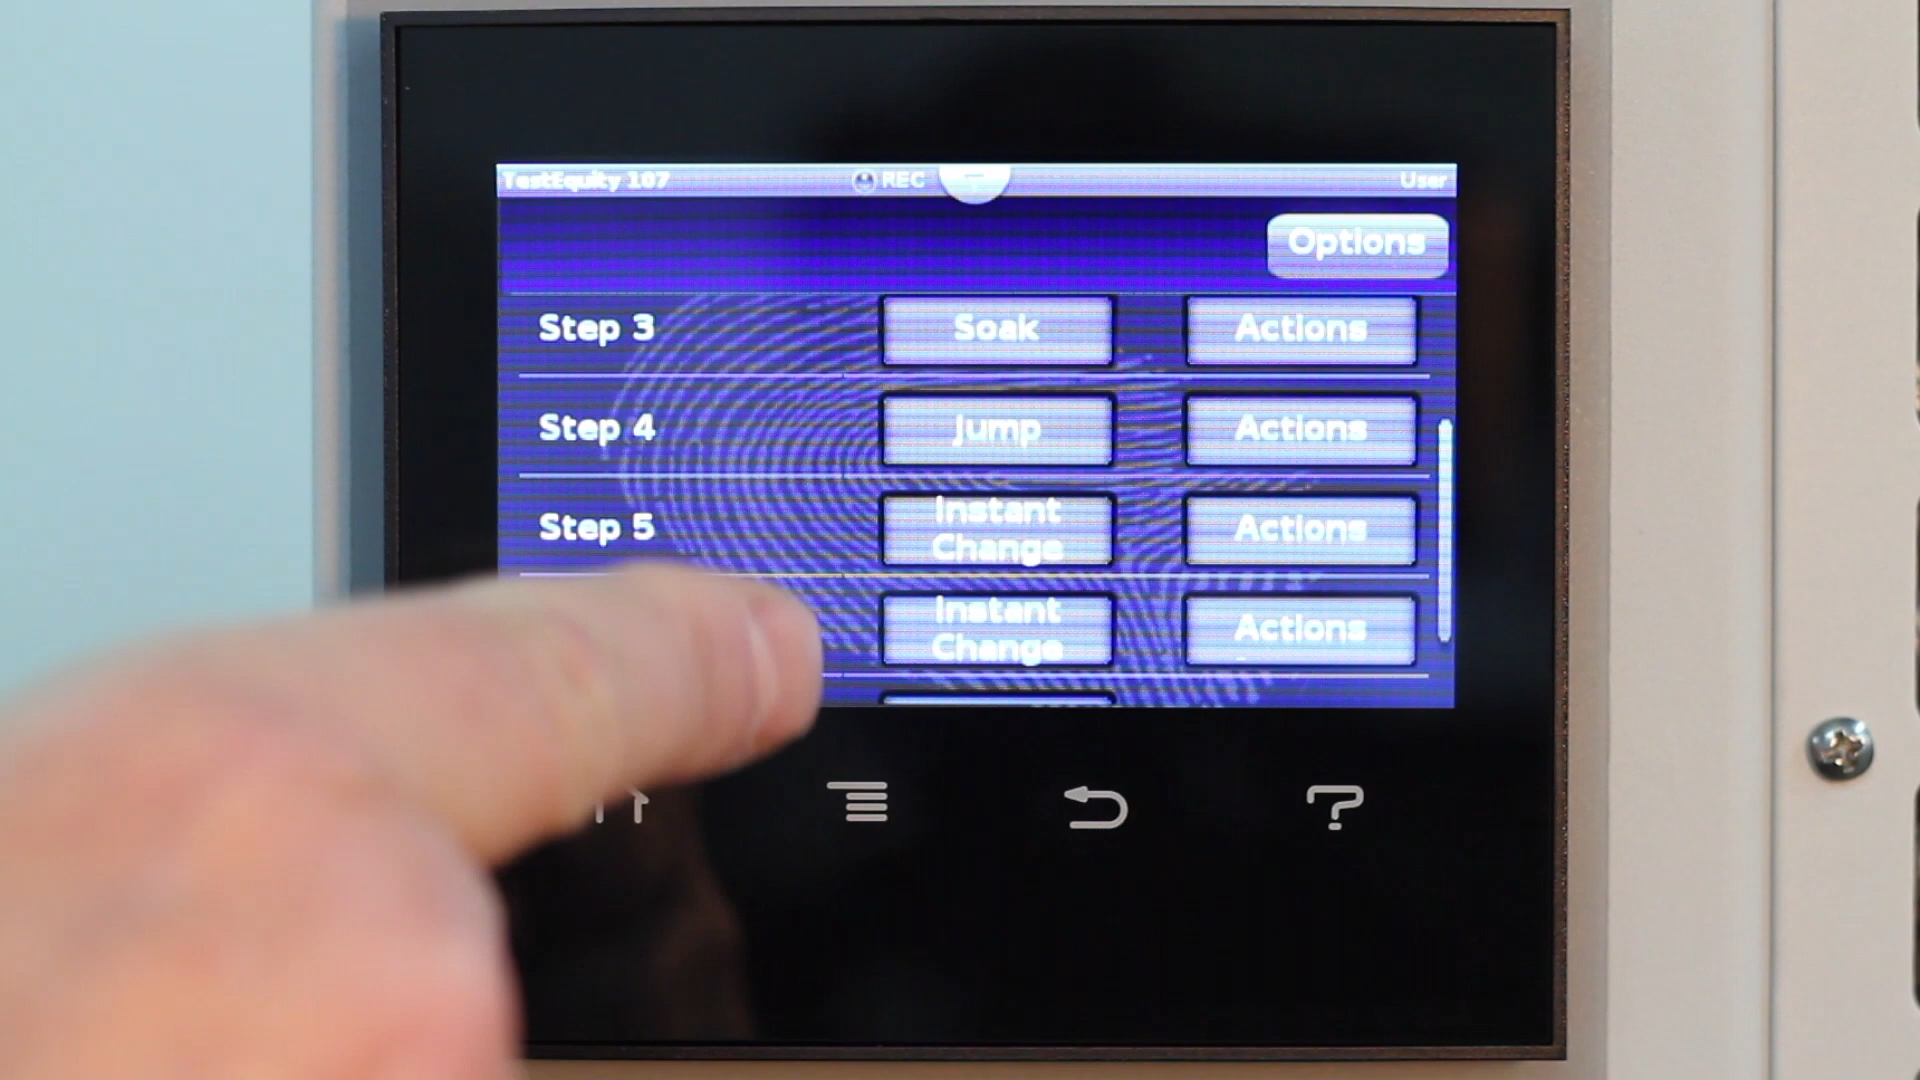 TestEquity 107 REC User
Options
Step 3 Soak Actions
Step 4 Jump Actions
Step 5 Instant Change Actions
Instant Change Actions